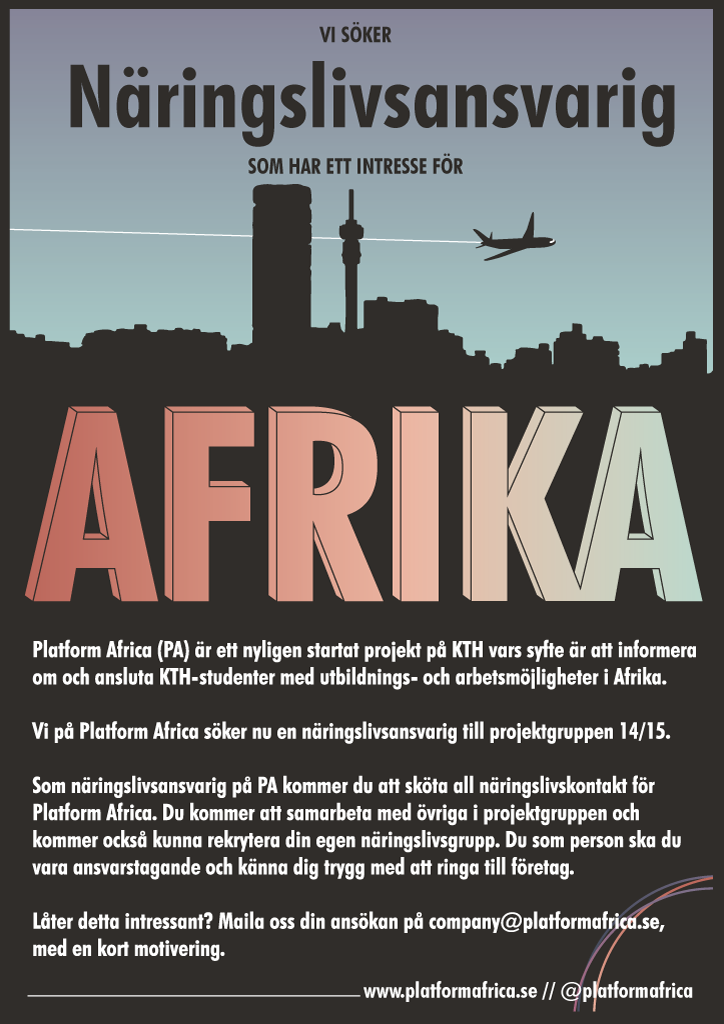 VI SÖKER
Näringslivsansvarig
SOM HAR ETT INTRESSE FÖR
AFRIKA
Platform Africa (PA) är ett nyligen startat projekt på KTH vars syfte är att informera
om och ansluta KTH-studenter med utbildnings- och arbetsmöjligheter i Afrika.
Vi på Platform Africa söker nu en näringslivsansvarig till projektgruppen 14/15.
Som näringslivsansvarig på PA kommer du att sköta all näringslivskontakt för
Platform Africa. Du kommer att samarbeta med övriga i projektgruppen och
kommer också kunna rekrytera din egen näringslivsgrupp. Du som person ska du
vara ansvarstagande och känna dig trygg med att ringa till företag.
Låter detta intressant? Maila oss din ansökan på company@platformafrica.se,
med en kort motivering.
www.platformafrica.se // @platformafrica